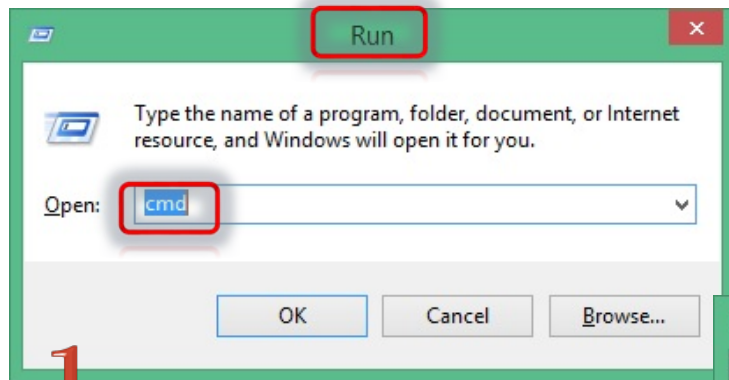 Run
Type the name of a program, folder, document, or Internet
resource, and Windows will open it for you.
Open: cmd
OK Cancel Browse...
1